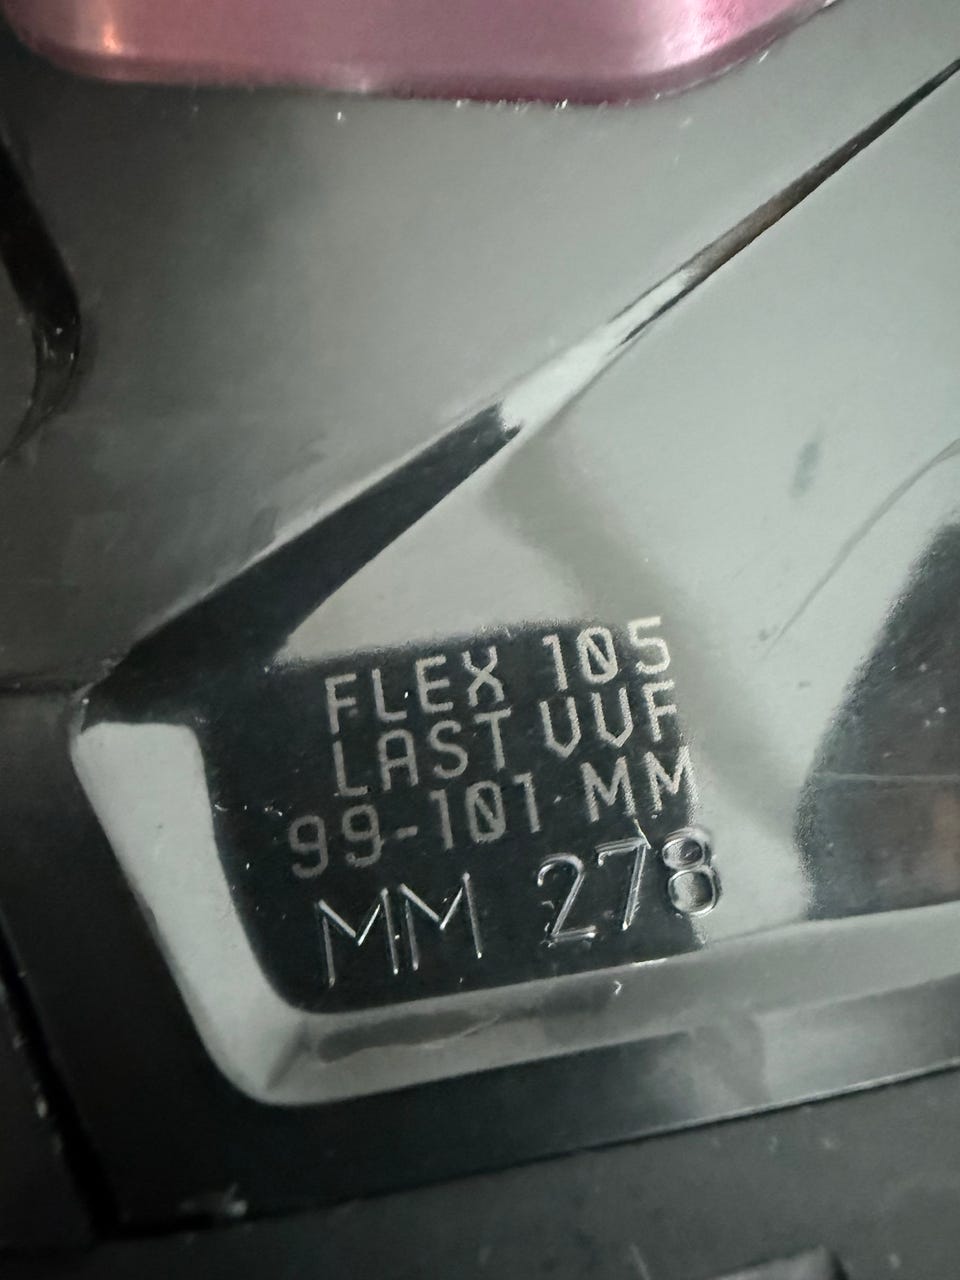 FLEX 105
LAST VVF
99-101 MM
MM 278